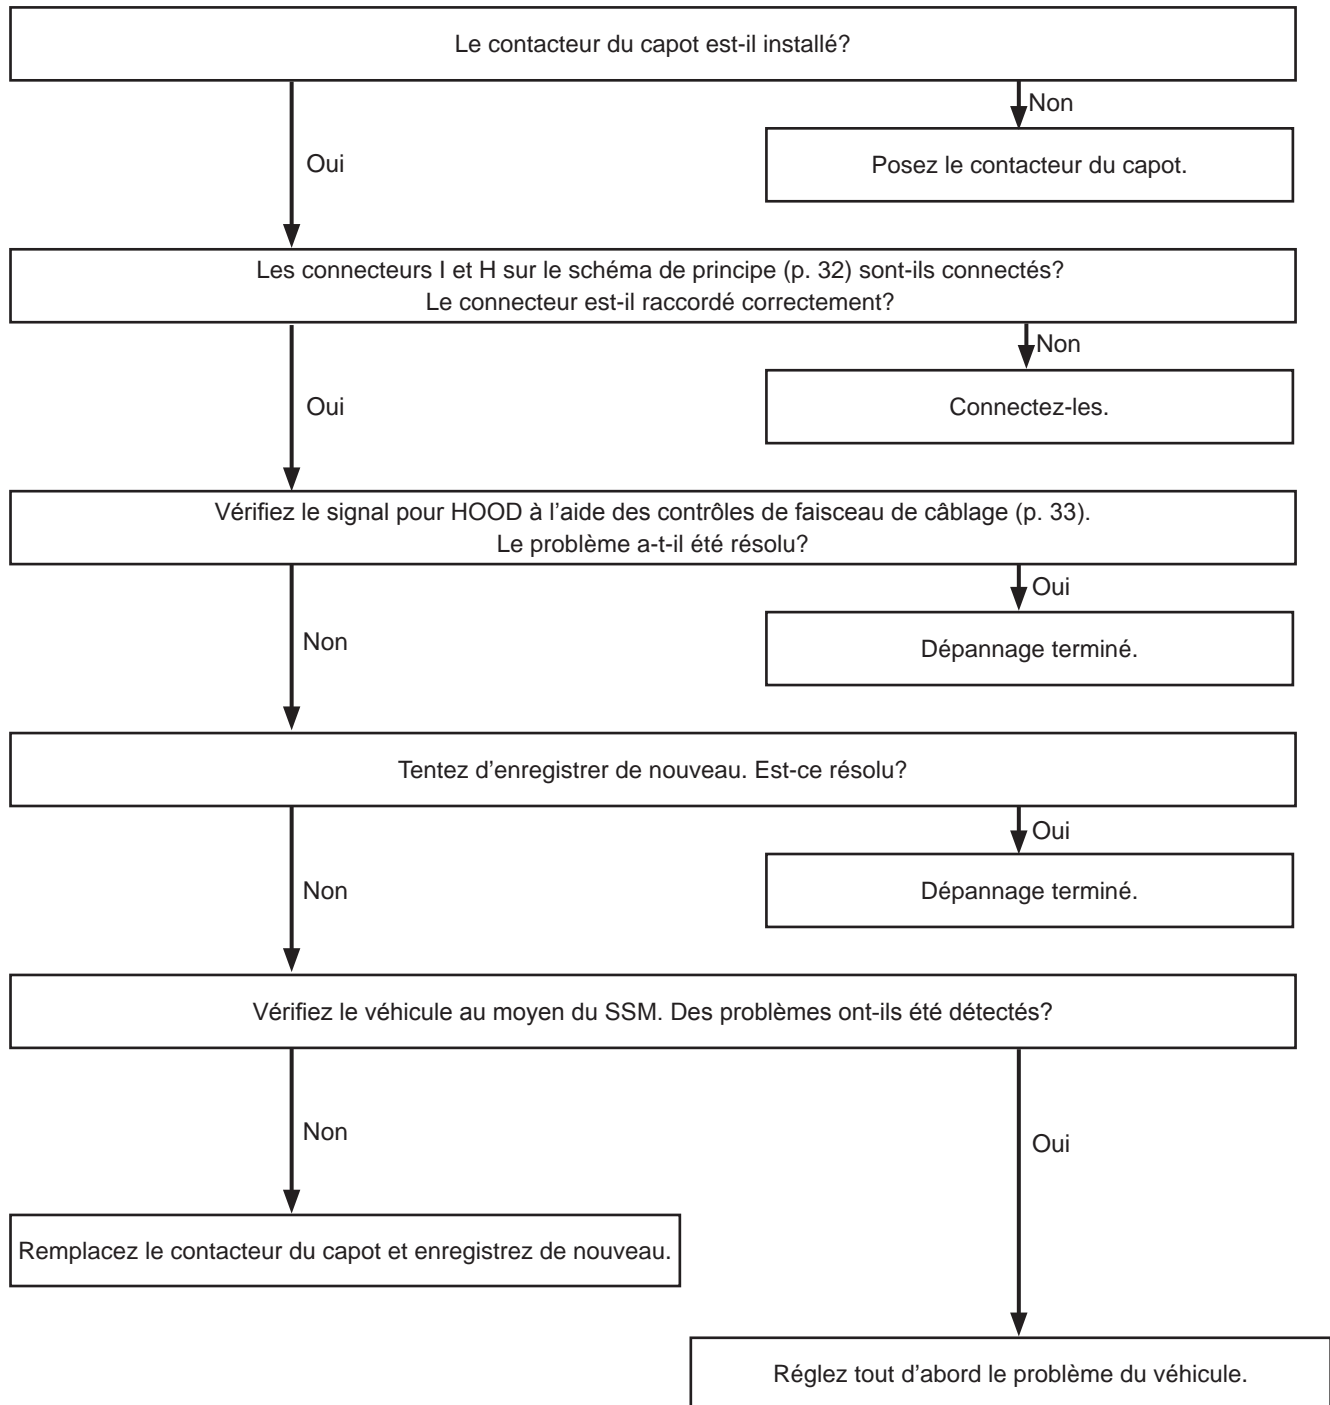 Le contacteur du capot est-il installé?
Non
Oui
Posez le contacteur du capot.
Les connecteurs I et H sur le schéma de principe (p. 32) sont-ils connectés?
Le connecteur est-il raccordé correctement?
Non
Oui
Connectez-les.
Vérifiez le signal pour HOOD à l’aide des contrôles de faisceau de câblage (p. 33).
Le problème a-t-il été résolu?
Oui
Non
Dépannage terminé.
Tentez d’enregistrer de nouveau. Est-ce résolu?
Oui
Non
Dépannage terminé.
Vérifiez le véhicule au moyen du SSM. Des problèmes ont-ils été détectés?
Non
Oui
Remplacez le contacteur du capot et enregistrez de nouveau.
Réglez tout d’abord le problème du véhicule.